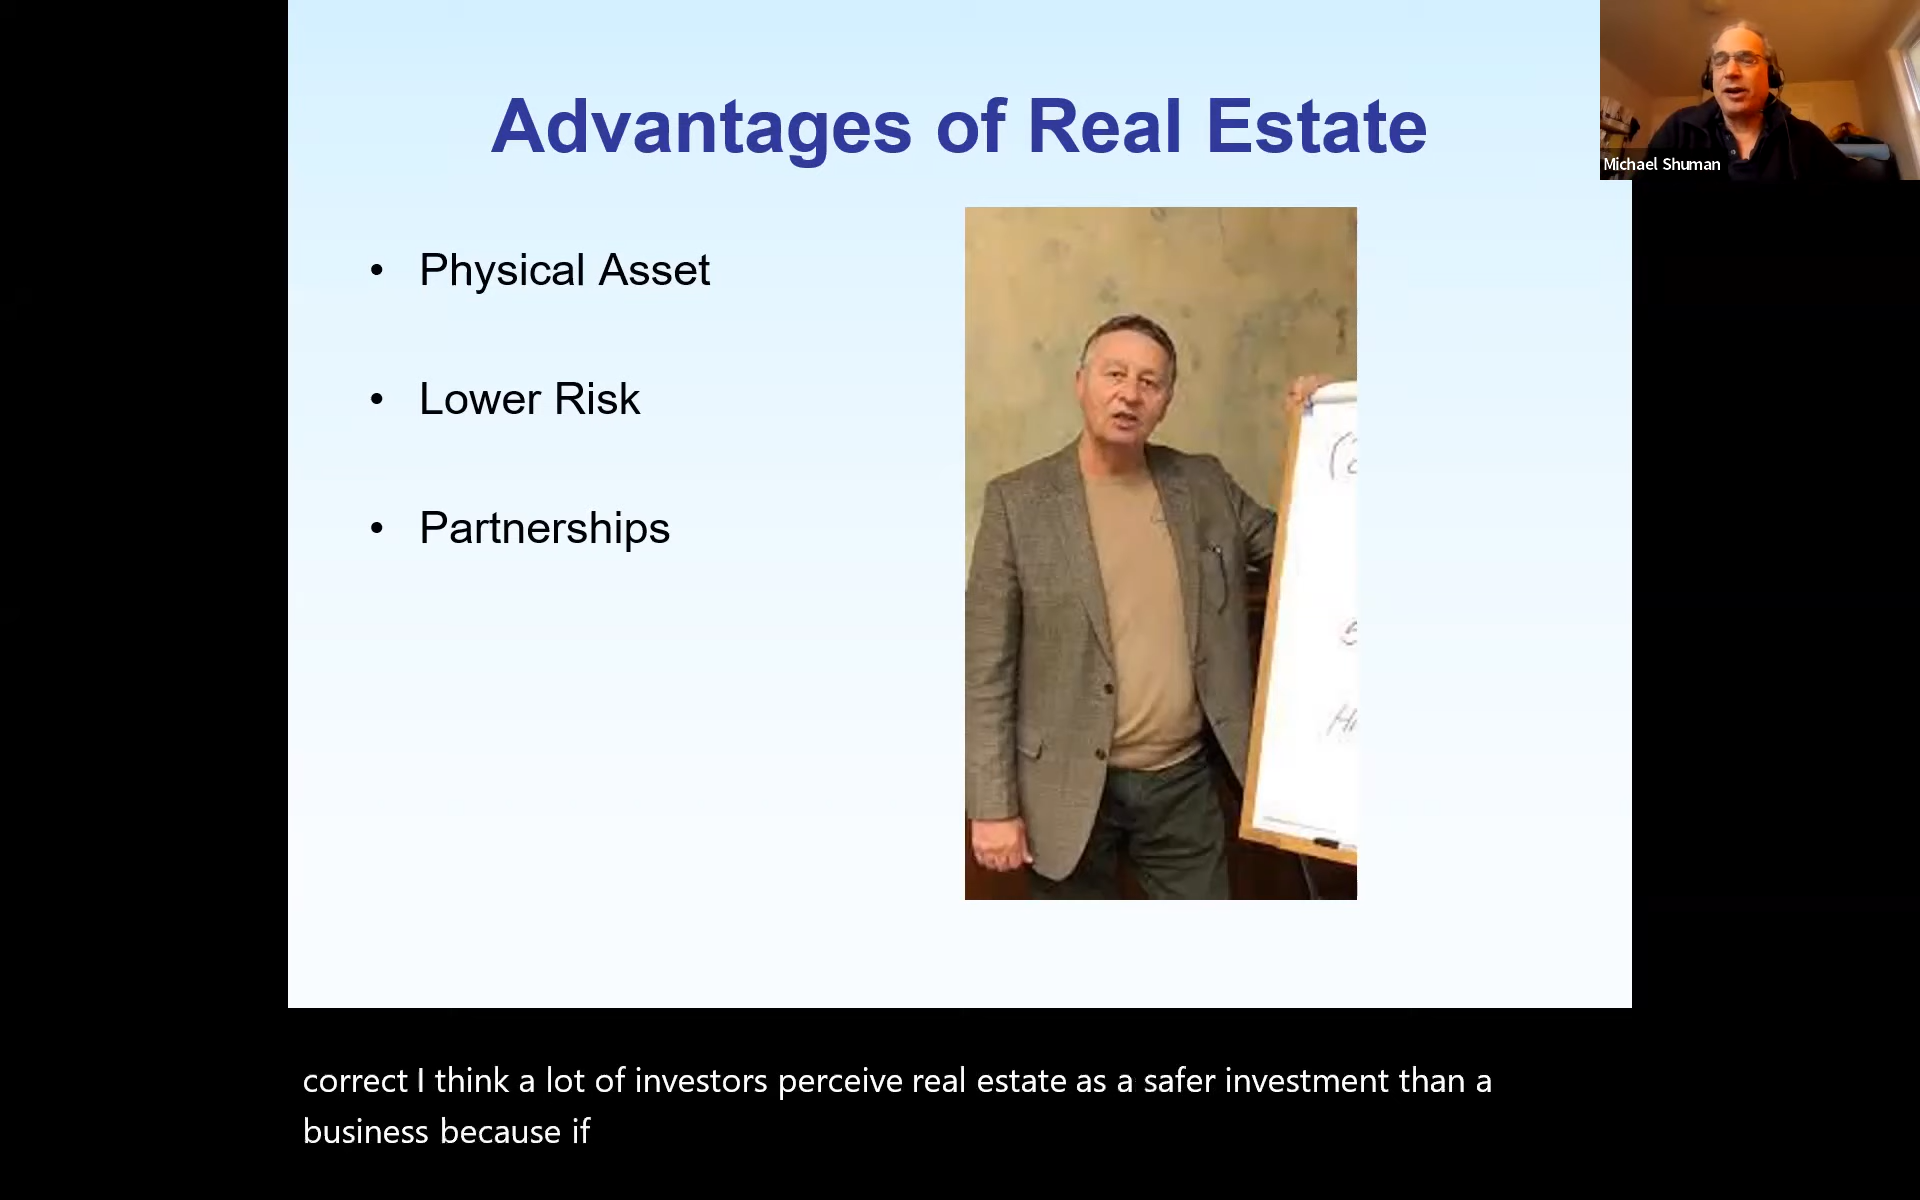 Advantages of Real Estate
Michael Shuman
• Physical Asset
• Lower Risk
• Partnerships
correct I think a lot of investors perceive real estate as a safer investment than a
business because if